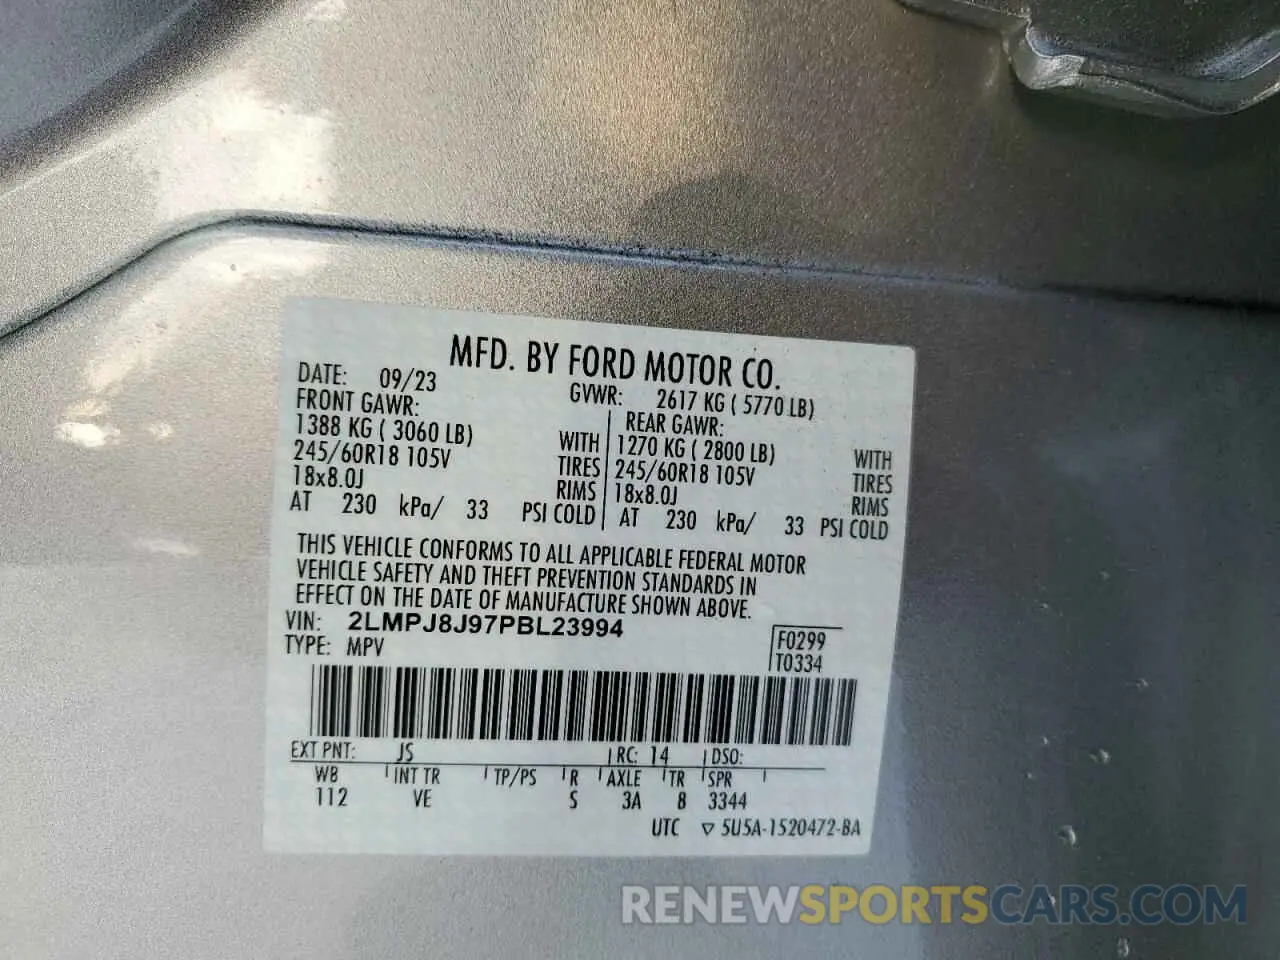 MFD. BY FORD MOTOR CO.
DATE: 09/23 GVWR: 2617 KG ( 5770 LB)
FRONT GAWR: REAR GAWR:
1388 KG ( 3060 LB) WITH 1270 KG ( 2800 LB) WITH
245/60R18 105V TIRES 245/60R18 105V TIRES
18x8.0J RIMS 18x8.0J RIMS
AT 230 kPa/ 33 PSI COLD AT 230 kPa/ 33 PSI COLD
THIS VEHICLE CONFORMS TO ALL APPLICABLE FEDERAL MOTOR
VEHICLE SAFETY AND THEFT PREVENTION STANDARDS IN
EFFECT ON THE DATE OF MANUFACTURE SHOWN ABOVE.
VIN: 2LMPJ8J97PBL23994 F0299
TYPE: MPV T0334
EXT PNT: JS RC: 14 DSO:
WB INT TR TP/PS R AXLE TR SPR
112 VE S 3A 8 3344
UTC ▽ 5U5A-1520472-BA
RENEWSPORTSCARS.COM